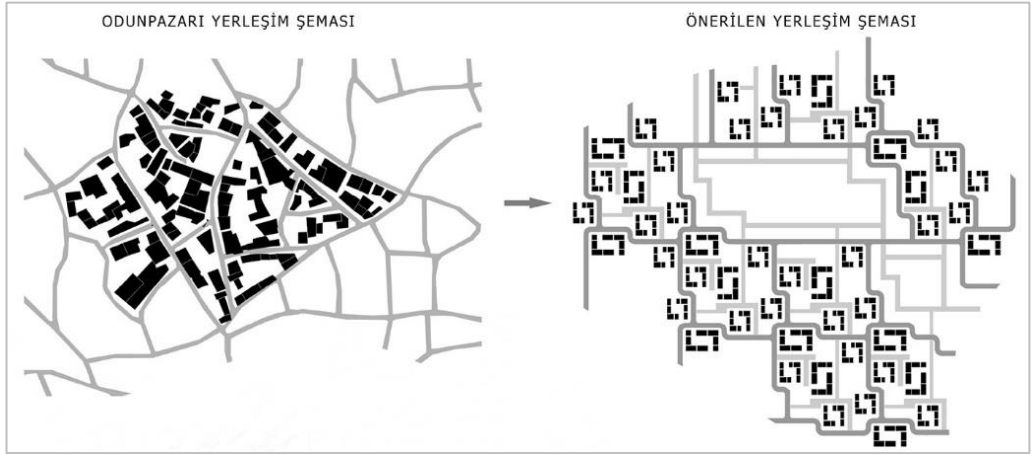 ODUNPAZARI YERLEŞİM ŞEMASI
ÖNERİLEN YERLEŞİM ŞEMASI